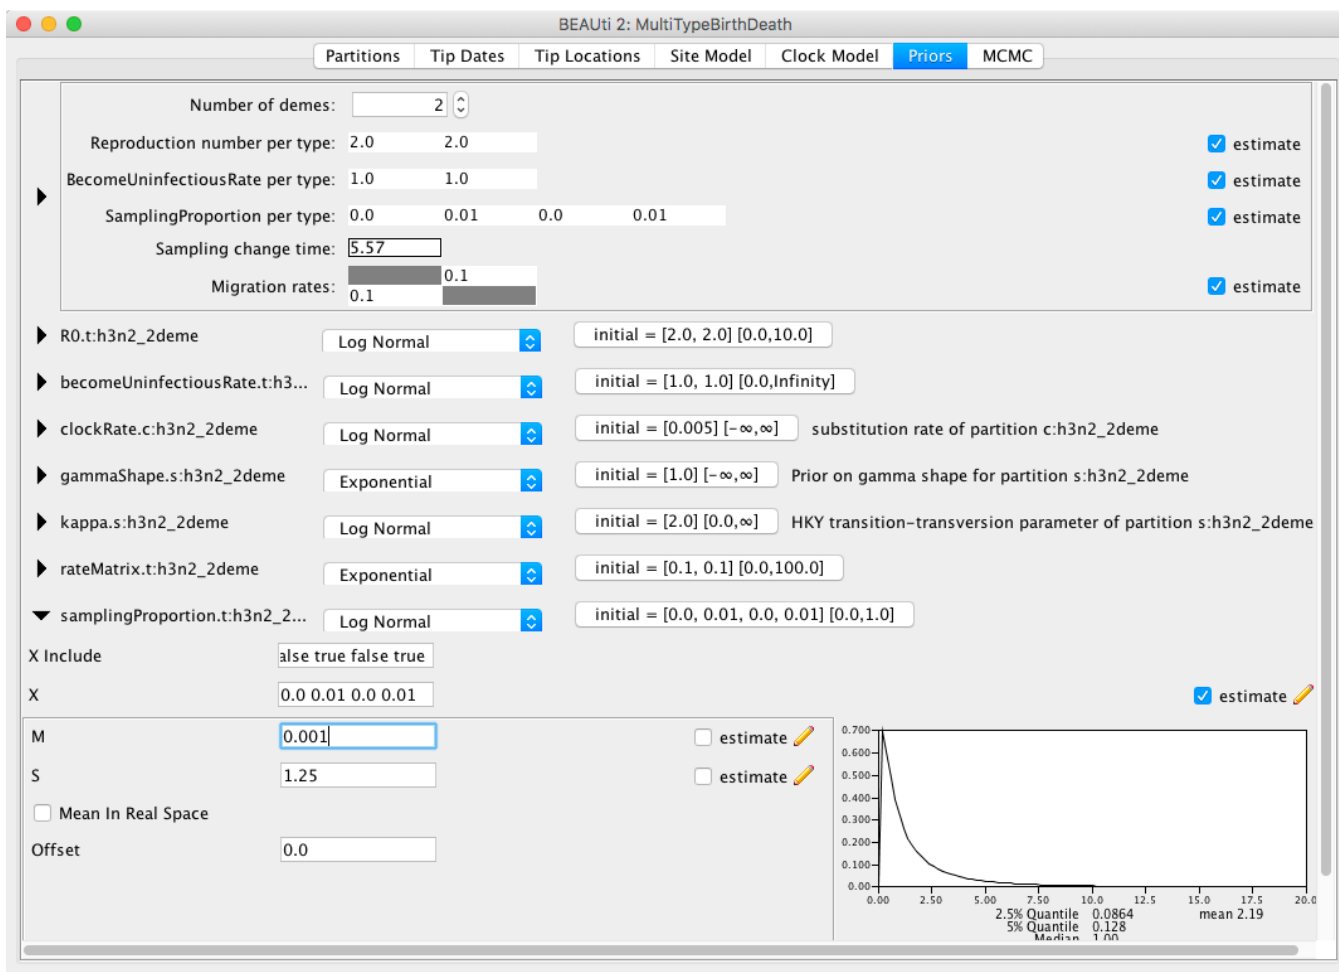 BEAUti 2: MultiTypeBirthDeath
Partitions Tip Dates Tip Locations Site Model Clock Model Priors MCMC
Number of demes: 2
Reproduction number per type: 2.0 2.0 estimate
BecomeUninfectiousRate per type: 1.0 1.0 estimate
SamplingProportion per type: 0.0 0.01 0.0 0.01 estimate
Sampling change time: 5.57
0.1
Migration rates: estimate
0.1
R0.t:h3n2_2deme Log Normal initial = [2.0, 2.0] [0.0,10.0]
becomeUninfectiousRate.t:h3... Log Normal initial = [1.0, 1.0] [0.0,Infinity]
clockRate.c:h3n2_2deme Log Normal initial = [0.005] [-∞,∞] substitution rate of partition c:h3n2_2deme
gammaShape.s:h3n2_2deme Exponential initial = [1.0] [-∞,∞] Prior on gamma shape for partition s:h3n2_2deme
kappa.s:h3n2_2deme Log Normal initial = [2.0] [0.0,∞] HKY transition-transversion parameter of partition s:h3n2_2deme
rateMatrix.t:h3n2_2deme Exponential initial = [0.1, 0.1] [0.0,100.0]
samplingProportion.t:h3n2_2... Log Normal initial = [0.0, 0.01, 0.0, 0.01] [0.0,1.0]
X Include alse true false true
X 0.0 0.01 0.0 0.01 estimate
M 0.001 estimate
S 1.25 estimate
Mean In Real Space
Offset 0.0
0.700
0.600
0.500
0.400
0.300
0.200
0.100
0.00
0.00 2.50 5.00 7.50 10.0 12.5 15.0 17.5 20.0
2.5% Quantile 0.0864 mean 2.19
5% Quantile 0.128
Median 1.00